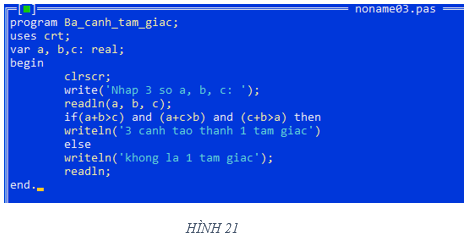 [■] noname03.pas
program Ba_canh_tam_giac;
uses crt;
var a, b,c: real;
begin
clrscr;
write('Nhap 3 so a, b, c: ');
readln(a, b, c);
if(a+b>c) and (a+c>b) and (c+b>a) then
writeln('3 canh tao thanh 1 tam giac')
else
writeln('khong la 1 tam giac');
readln;
end.
HÌNH 21